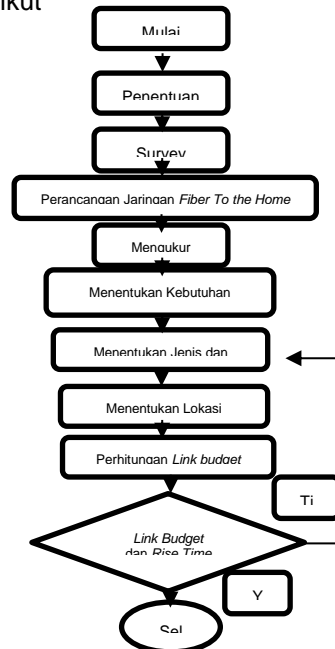 ikut
Mulai
Penentuan
Survey
Perancangan Jaringan Fiber To the Home
Mengukur
Menentukan Kebutuhan
Menentukan Jenis dan
Menentukan Lokasi
Perhitungan Link budget
Ti
Link Budget
dan Rise Time
Y
Sel